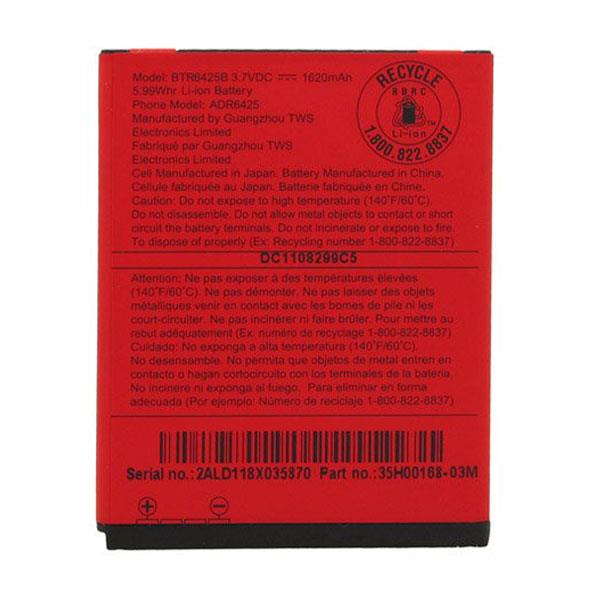 Model: BTR6425B 3.7VDC 1620mAh
5.99Whr Li-ion Battery
Phone Model: ADR6425
Manufactured by Guangzhou TWS
Electronics Limited
Fabriqué par Guangzhou TWS
Electronics Limited
RECYCLE
RBRC
Li-ion
1.800.822.8837
TM
Cell Manufactured in Japan. Battery Manufactured in China.
Cellule fabriquée au Japan. Batterie fabriquée en Chine.
Caution: Do not expose to high temperature (140°F/60°C).
Do not disassemble. Do not allow metal objects to contact or short
circuit the battery terminals. Do not incinerate or expose to fire.
To dispose of properly (Ex: Recycling number 1-800-822-8837)
DC1108299C5
Attention: Ne pas exposer á des températures élevées
(140°F/60°C). Ne pas démonter. Ne pas laisser des objets
métalliques venir en contact avec les bornes de pile ni les
court-circuiter. Ne pas incinérer ni faire brûler. Pour mettre au
rebut adéquatement (Ex: numéro de recyclage 1-800-822-8837)
Cuidado: No exponga a alta temperatura (140°F/60°C).
No desensamble. No permita que objetos de metal entren en
contacto o hagan cortocircuito con los terminales de la batería.
No incinere ni exponga al fuego. Para eliminar en forma
adecuada (Por ejemplo: Número de reciclaje 1-800-822-8837)
Serial no.:2ALD118X035870 Part no.:35H00168-03M
+ -